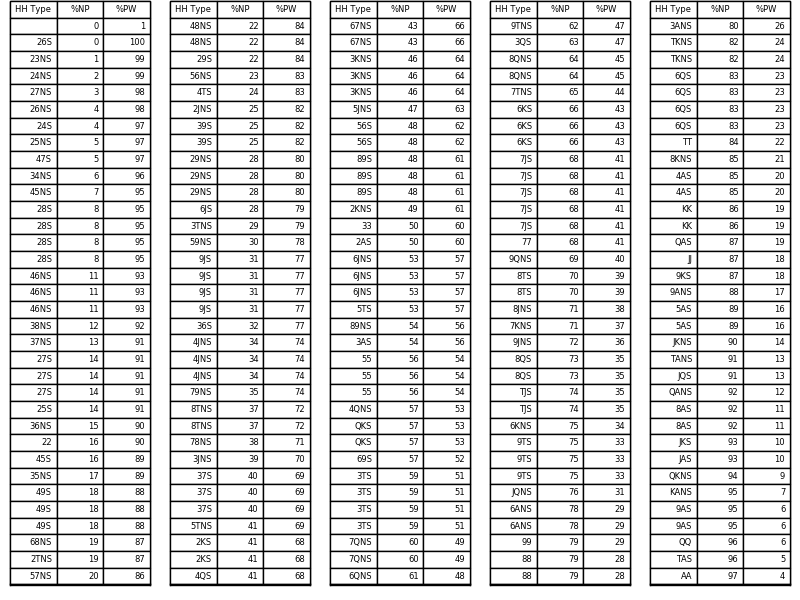 HH Type %NP %PW HH Type %NP %PW HH Type %NP %PW HH Type %NP %PW HH Type %NP %PW
0 1 48NS 22 84 67NS 43 66 9TNS 62 47 3ANS 80 26
26S 0 100 48NS 22 84 67NS 43 66 3QS 63 47 TKNS 82 24
23NS 1 99 29S 22 84 3KNS 46 64 8QNS 64 45 TKNS 82 24
24NS 2 99 56NS 23 83 3KNS 46 64 8QNS 64 45 6QS 83 23
27NS 3 98 4TS 24 83 3KNS 46 64 7TNS 65 44 6QS 83 23
26NS 4 98 2JNS 25 82 5JNS 47 63 6KS 66 43 6QS 83 23
24S 4 97 39S 25 82 56S 48 62 6KS 66 43 6QS 83 23
25NS 5 97 39S 25 82 56S 48 62 6KS 66 43 TT 84 22
47S 5 97 29NS 28 80 89S 48 61 7JS 68 41 8KNS 85 21
34NS 6 96 29NS 28 80 89S 48 61 7JS 68 41 4AS 85 20
45NS 7 95 29NS 28 80 89S 48 61 7JS 68 41 4AS 85 20
28S 8 95 6JS 28 79 2KNS 49 61 7JS 68 41 KK 86 19
28S 8 95 3TNS 29 79 33 50 60 7JS 68 41 KK 86 19
28S 8 95 59NS 30 78 2AS 50 60 77 68 41 QAS 87 19
28S 8 95 9JS 31 77 6JNS 53 57 9QNS 69 40 JJ 87 18
46NS 11 93 9JS 31 77 6JNS 53 57 8TS 70 39 9KS 87 18
46NS 11 93 9JS 31 77 6JNS 53 57 8TS 70 39 9ANS 88 17
46NS 11 93 9JS 31 77 5TS 53 57 8JNS 71 38 5AS 89 16
38NS 12 92 36S 32 77 89NS 54 56 7KNS 71 37 5AS 89 16
37NS 13 91 4JNS 34 74 3AS 54 56 9JNS 72 36 JKNS 90 14
27S 14 91 4JNS 34 74 55 56 54 8QS 73 35 TANS 91 13
27S 14 91 4JNS 34 74 55 56 54 8QS 73 35 JQS 91 13
27S 14 91 79NS 35 74 55 56 54 TJS 74 35 QANS 92 12
25S 14 91 8TNS 37 72 4QNS 57 53 TJS 74 35 8AS 92 11
36NS 15 90 8TNS 37 72 QKS 57 53 6KNS 75 34 8AS 92 11
22 16 90 78NS 38 71 QKS 57 53 9TS 75 33 JKS 93 10
45S 16 89 3JNS 39 70 69S 57 52 9TS 75 33 JAS 93 10
35NS 17 89 37S 40 69 3TS 59 51 9TS 75 33 QKNS 94 9
49S 18 88 37S 40 69 3TS 59 51 JQNS 76 31 KANS 95 7
49S 18 88 37S 40 69 3TS 59 51 6ANS 78 29 9AS 95 6
49S 18 88 5TNS 41 69 3TS 59 51 6ANS 78 29 9AS 95 6
68NS 19 87 2KS 41 68 7QNS 60 49 99 79 29 QQ 96 6
2TNS 19 87 2KS 41 68 7QNS 60 49 88 79 28 TAS 96 5
57NS 20 86 4QS 41 68 6QNS 61 48 88 79 28 AA 97 4